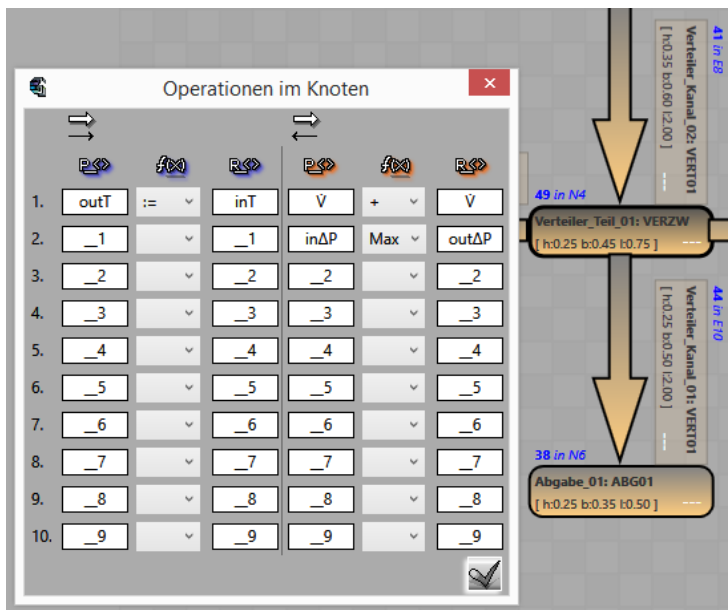 Operationen im Knoten
P<> f(x) R<> P<> f(x) R<>
1. outT := inT V̇ + V̇
2. __1 __1 inΔP Max outΔP
3. __2 __2 __2 __2
4. __3 __3 __3 __3
5. __4 __4 __4 __4
6. __5 __5 __5 __5
7. __6 __6 __6 __6
8. __7 __7 __7 __7
9. __8 __8 __8 __8
10. __9 __9 __9 __9
41 in E8
Verteiler_Kanal_02: VERT01
[ h:0.35 b:0.60 l:2.00 ]
---
49 in N4
Verteiler_Teil_01: VERZW
[ h:0.25 b:0.45 l:0.75 ] ---
44 in E10
Verteiler_Kanal_01: VERT01
[ h:0.25 b:0.50 l:2.00 ]
---
38 in N6
Abgabe_01: ABG01
[ h:0.25 b:0.35 l:0.50 ] ---